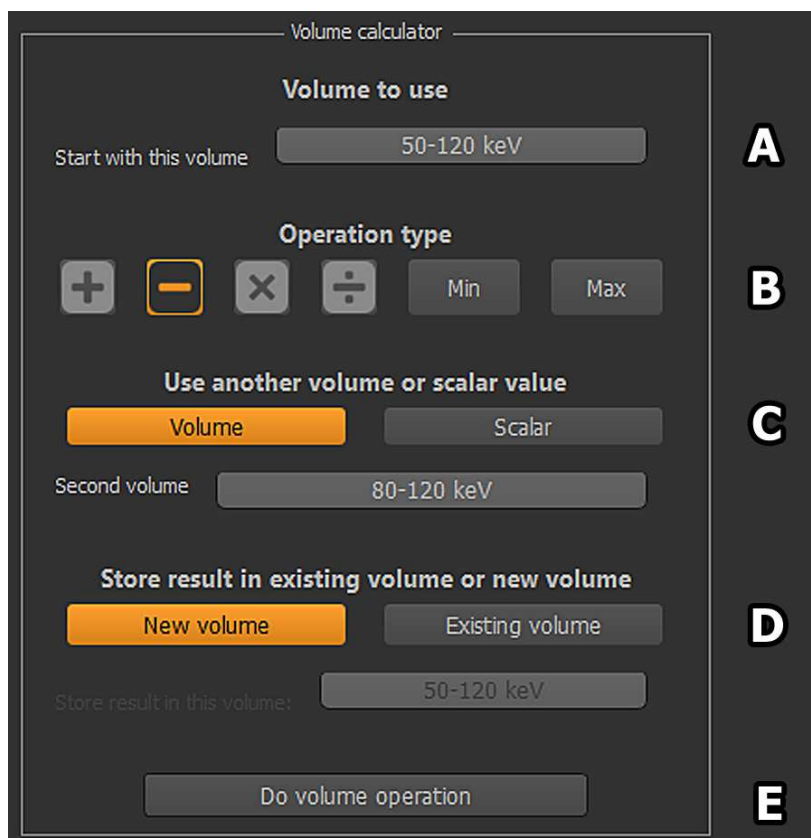 Volume calculator
Volume to use
Start with this volume 50-120 keV A
Operation type
+ − × ÷ Min Max B
Use another volume or scalar value
Volume Scalar C
Second volume 80-120 keV
Store result in existing volume or new volume
New volume Existing volume D
Store result in this volume: 50-120 keV
Do volume operation E